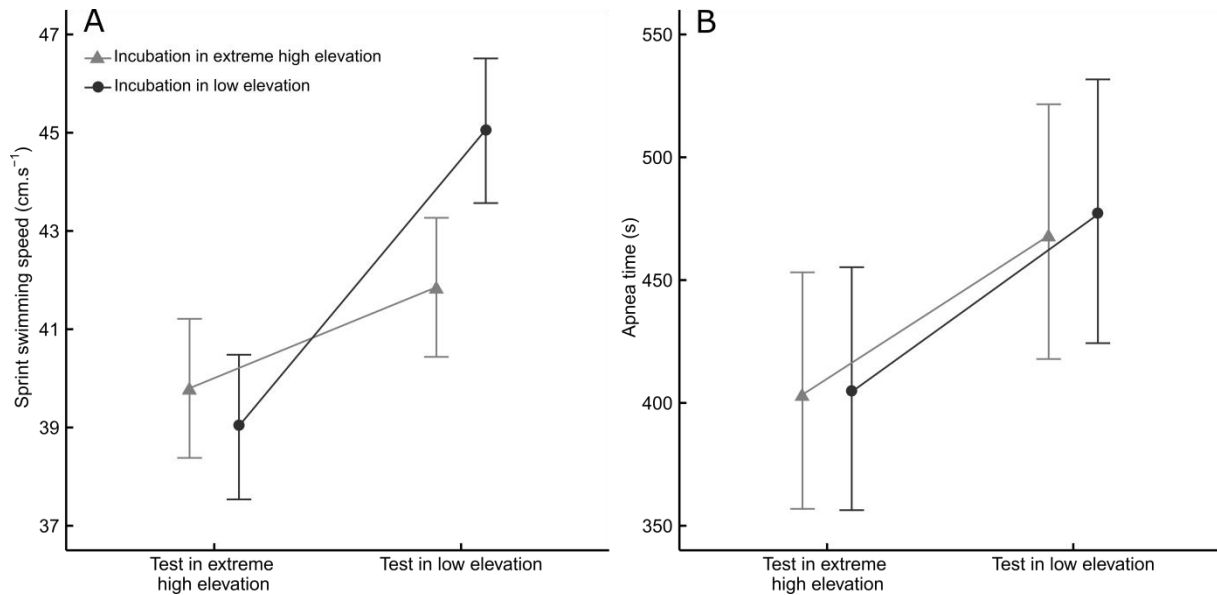 A
Incubation in extreme high elevation
Incubation in low elevation
Sprint swimming speed (cm.s⁻¹)
47
45
43
41
39
37
Test in extreme
high elevation
Test in low elevation
B
Apnea time (s)
550
500
450
400
350
Test in extreme
high elevation
Test in low elevation